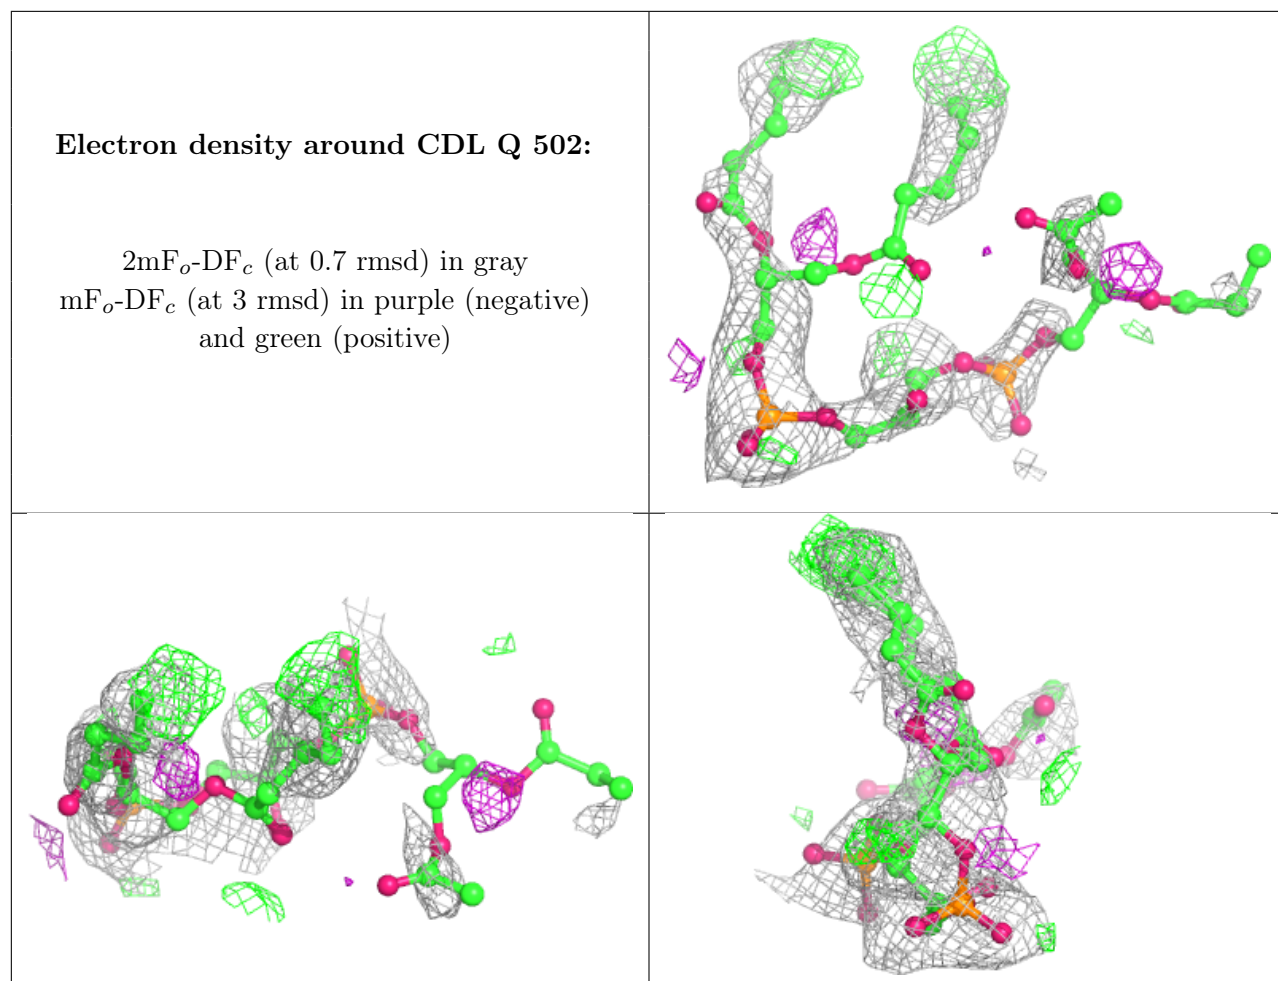 Electron density around CDL Q 502:
2mFo-DFc (at 0.7 rmsd) in gray
mFo-DFc (at 3 rmsd) in purple (negative)
and green (positive)